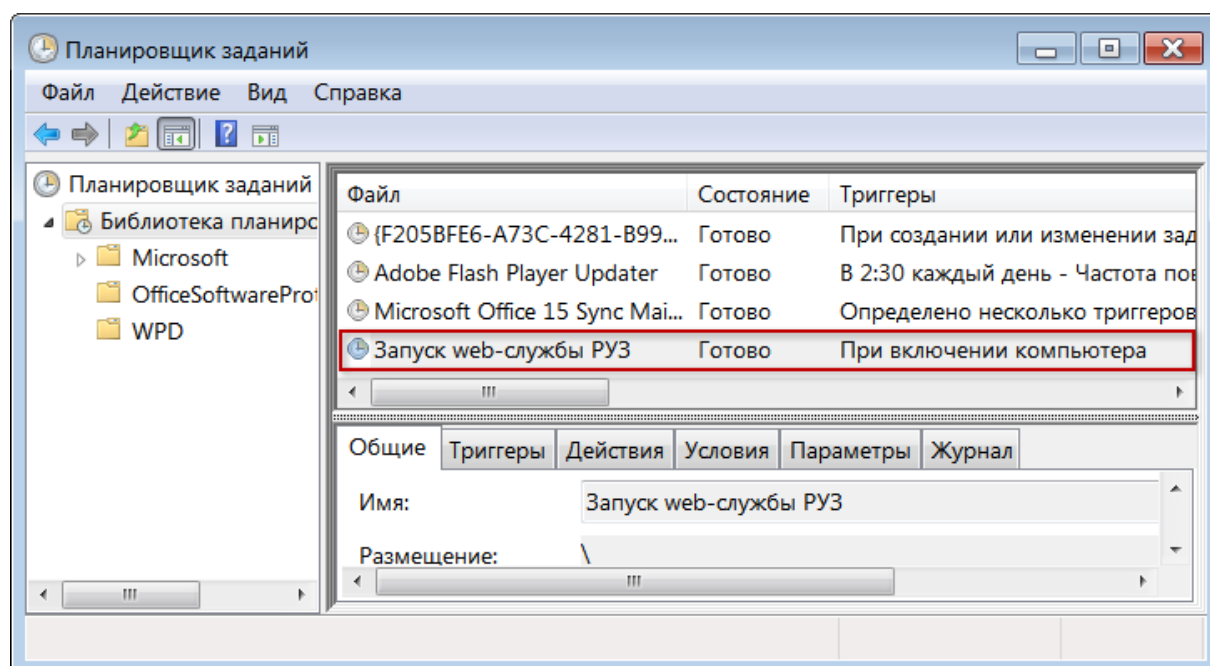 Планировщик заданий
Файл Действие Вид Справка
Планировщик заданий
Библиотека планирс
Microsoft
OfficeSoftwareProt
WPD
Файл Состояние Триггеры
{F205BFE6-A73C-4281-B99... Готово При создании или изменении зад
Adobe Flash Player Updater Готово В 2:30 каждый день - Частота пов
Microsoft Office 15 Sync Mai... Готово Определено несколько триггеров
Запуск web-службы РУЗ Готово При включении компьютера
Общие Триггеры Действия Условия Параметры Журнал
Имя: Запуск web-службы РУЗ
Размещение: \